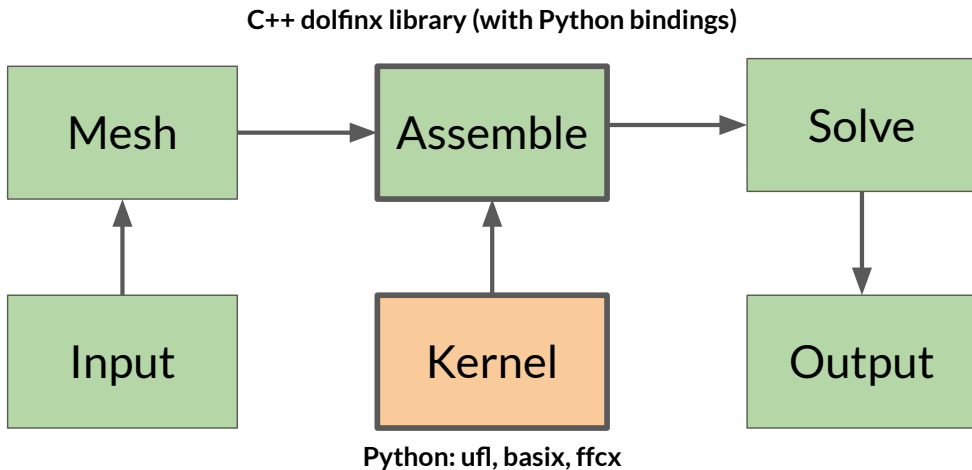 C++ dolfinx library (with Python bindings)
Mesh
Assemble
Solve
Input
Kernel
Output
Python: ufl, basix, ffcx